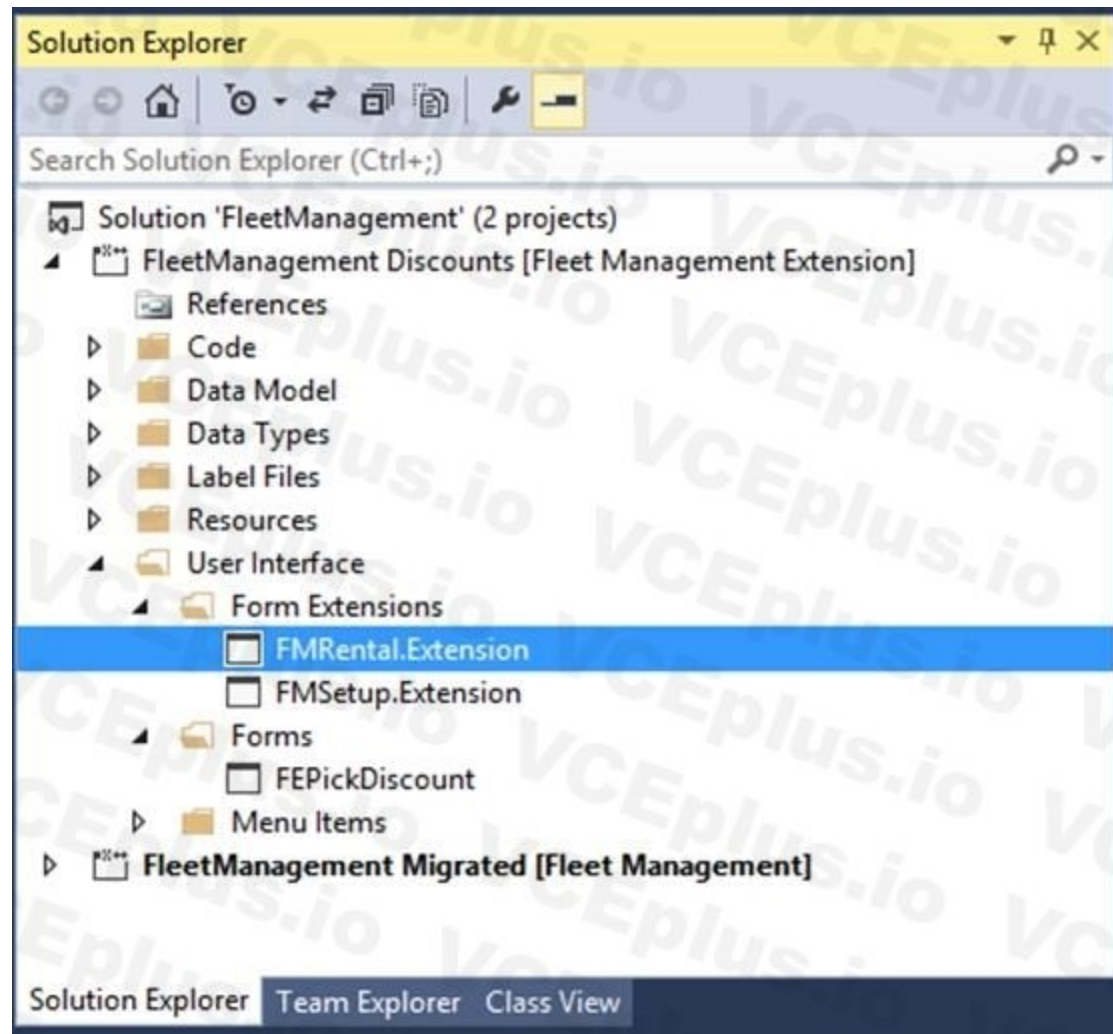 Solution Explorer
Search Solution Explorer (Ctrl+;)
Solution 'FleetManagement' (2 projects)
FleetManagement Discounts [Fleet Management Extension]
References
Code
Data Model
Data Types
Label Files
Resources
User Interface
Form Extensions
FMRental.Extension
FMSetup.Extension
Forms
FEPickDiscount
Menu Items
FleetManagement Migrated [Fleet Management]
Solution Explorer Team Explorer Class View
VCEplus.io